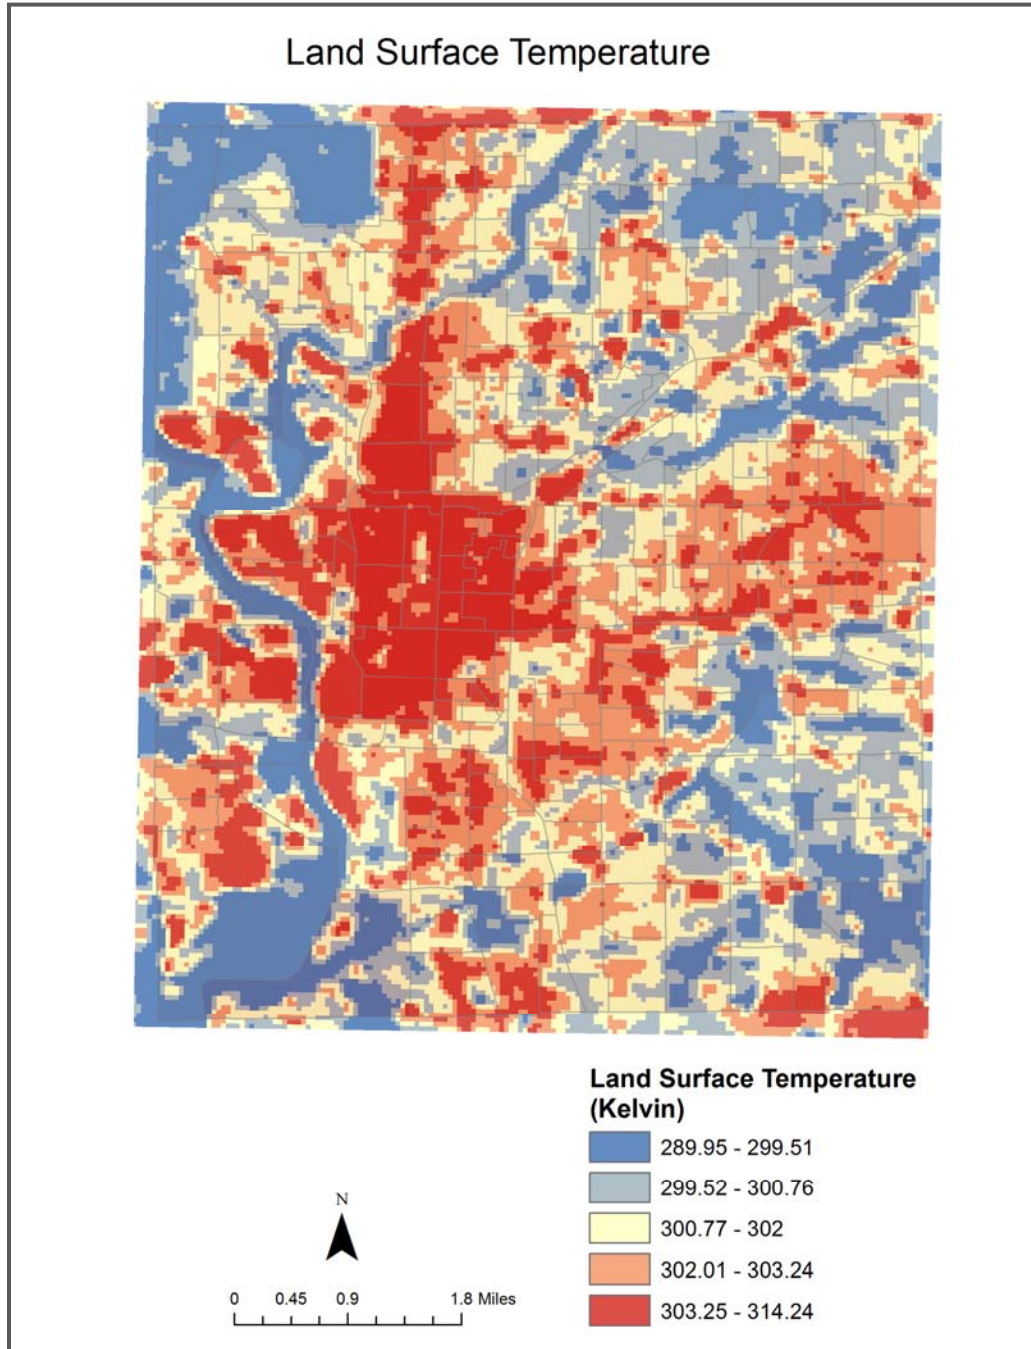 Land Surface Temperature
Land Surface Temperature
(Kelvin)
289.95 - 299.51
299.52 - 300.76
300.77 - 302
302.01 - 303.24
303.25 - 314.24
N
0 0.45 0.9 1.8 Miles